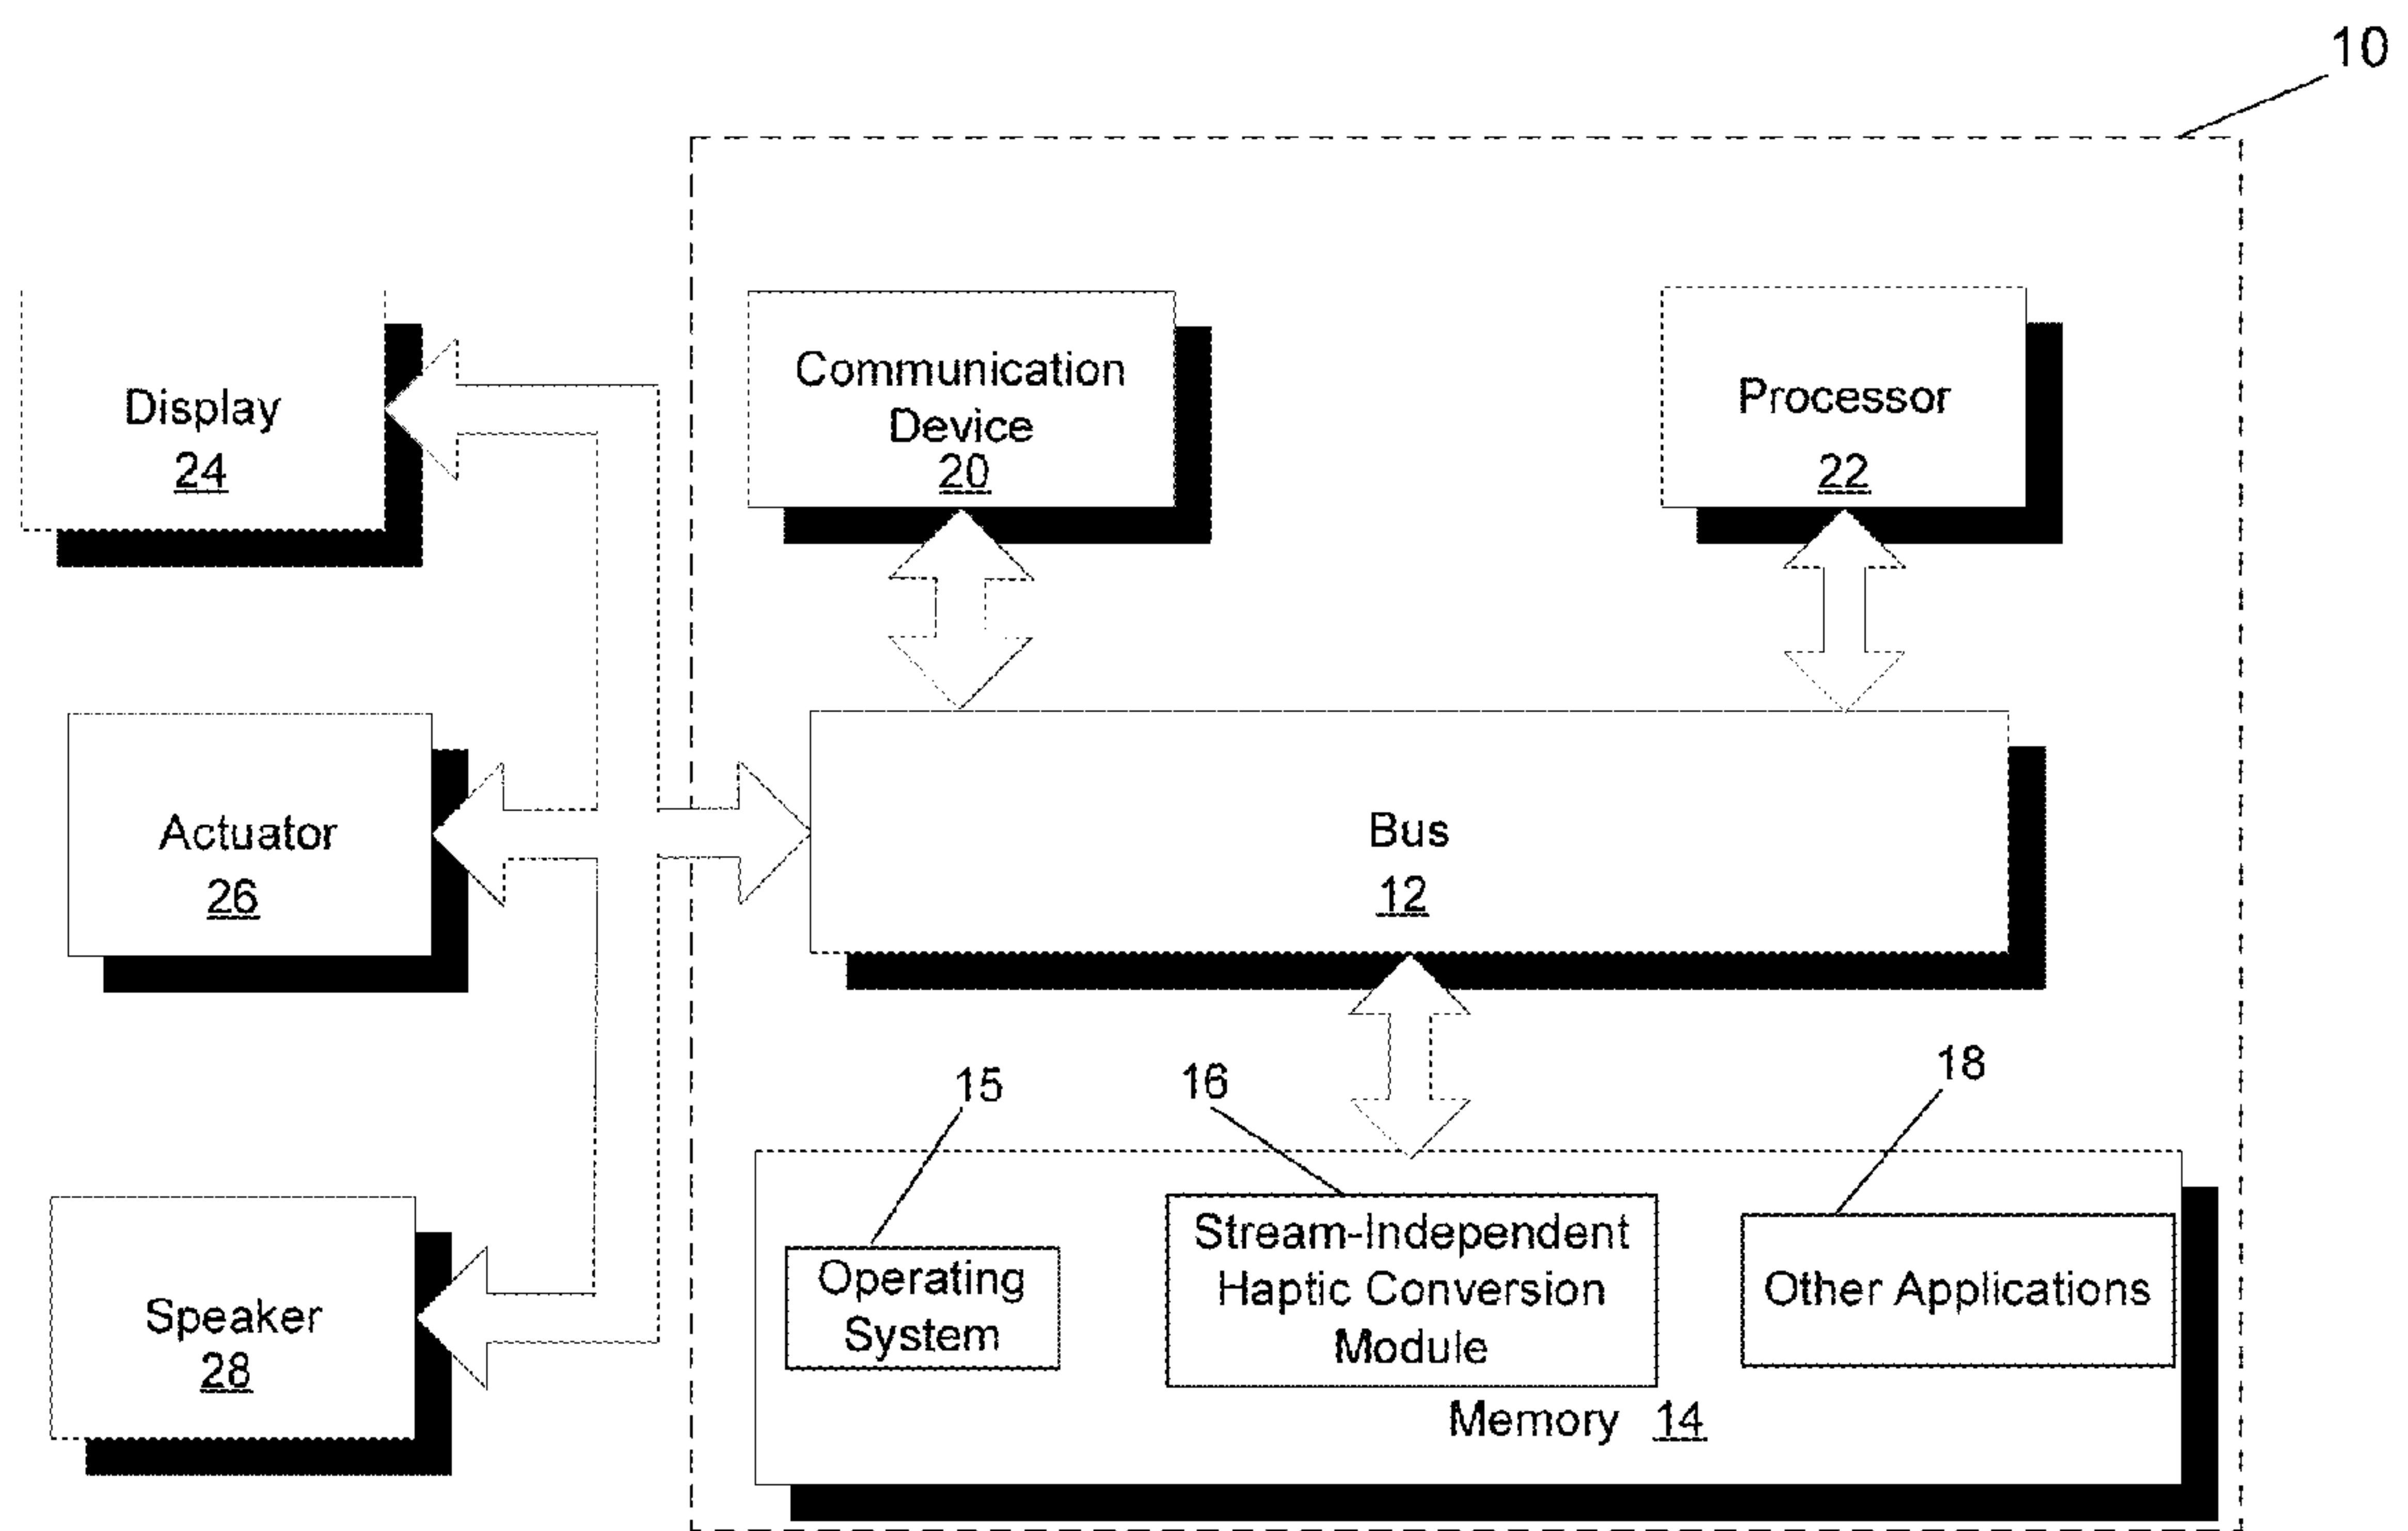 10
Display
24
Communication
Device
20
Processor
22
Actuator
26
Bus
12
15
16
18
Speaker
28
Operating
System
Stream-Independent
Haptic Conversion
Module
Other Applications
Memory 14